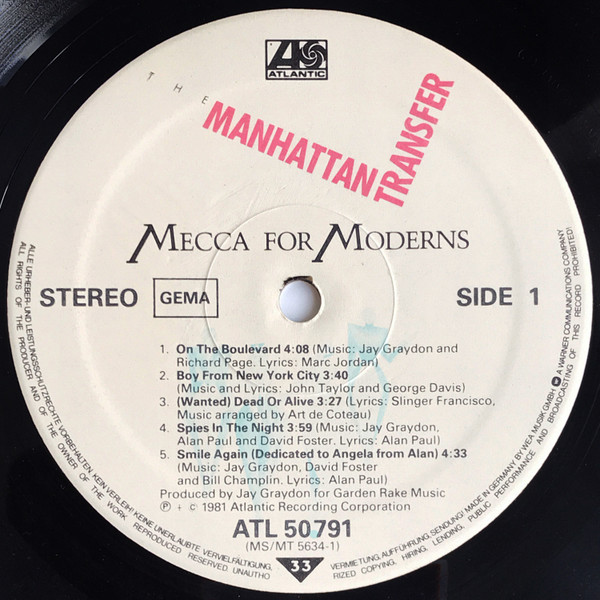 ATLANTIC
THE
MANHATTAN
TRANSFER
MECCA FOR MODERNS
STEREO GEMA SIDE 1
1. On The Boulevard 4:08 (Music: Jay Graydon and
Richard Page. Lyrics: Marc Jordan)
2. Boy From New York City 3:40
(Music and Lyrics: John Taylor and George Davis)
3. (Wanted) Dead Or Alive 3:27 (Lyrics: Slinger Francisco,
Music arranged by Art de Coteau)
4. Spies In The Night 3:59 (Music: Jay Graydon,
Alan Paul and David Foster. Lyrics: Alan Paul)
5. Smile Again (Dedicated to Angela from Alan) 4:33
(Music: Jay Graydon, David Foster
and Bill Champlin. Lyrics: Alan Paul)
Produced by Jay Graydon for Garden Rake Music
℗ + © 1981 Atlantic Recording Corporation
ATL 50 791
(MS/MT 5634-1)
33
ALLE URHEBER- UND LEISTUNGSSCHUTZRECHTE VORBEHALTEN. KEIN VERLEIH! KEINE UNERLAUBTE VERVIELFÄLTIGUNG,
VERMIETUNG, AUFFÜHRUNG, SENDUNG! MADE IN GERMANY BY WEA MUSIK GMBH A WARNER COMMUNICATIONS COMPANY
ALL RIGHTS OF THE PRODUCER AND OF THE OWNER OF THE WORK REPRODUCED RESERVED. UNAUTHO
RIZED COPYING, HIRING, LENDING, PUBLIC PERFORMANCE AND BROADCASTING OF THIS RECORD PROHIBITED!